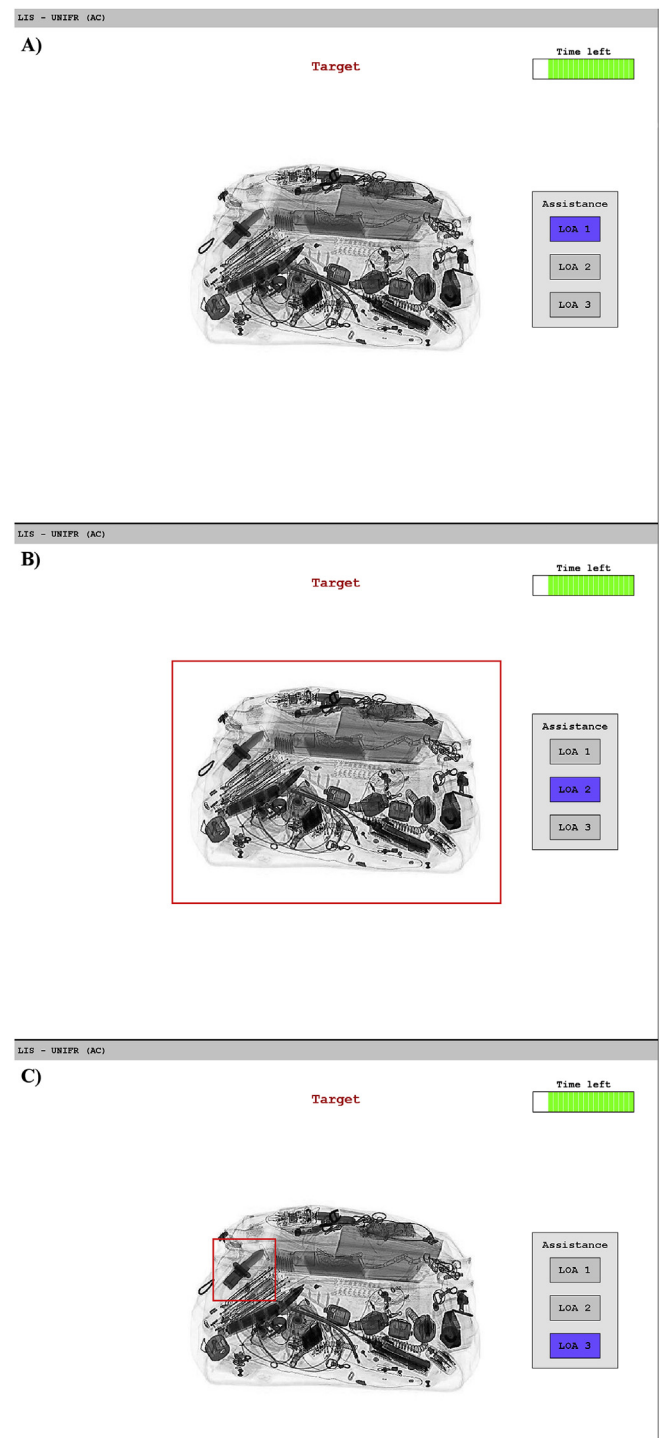 LIS - UNIFR (AC)
A)
Time left
Target
Assistance
LOA 1
LOA 2
LOA 3
LIS - UNIFR (AC)
B)
Time left
Target
Assistance
LOA 1
LOA 2
LOA 3
LIS - UNIFR (AC)
C)
Time left
Target
Assistance
LOA 1
LOA 2
LOA 3